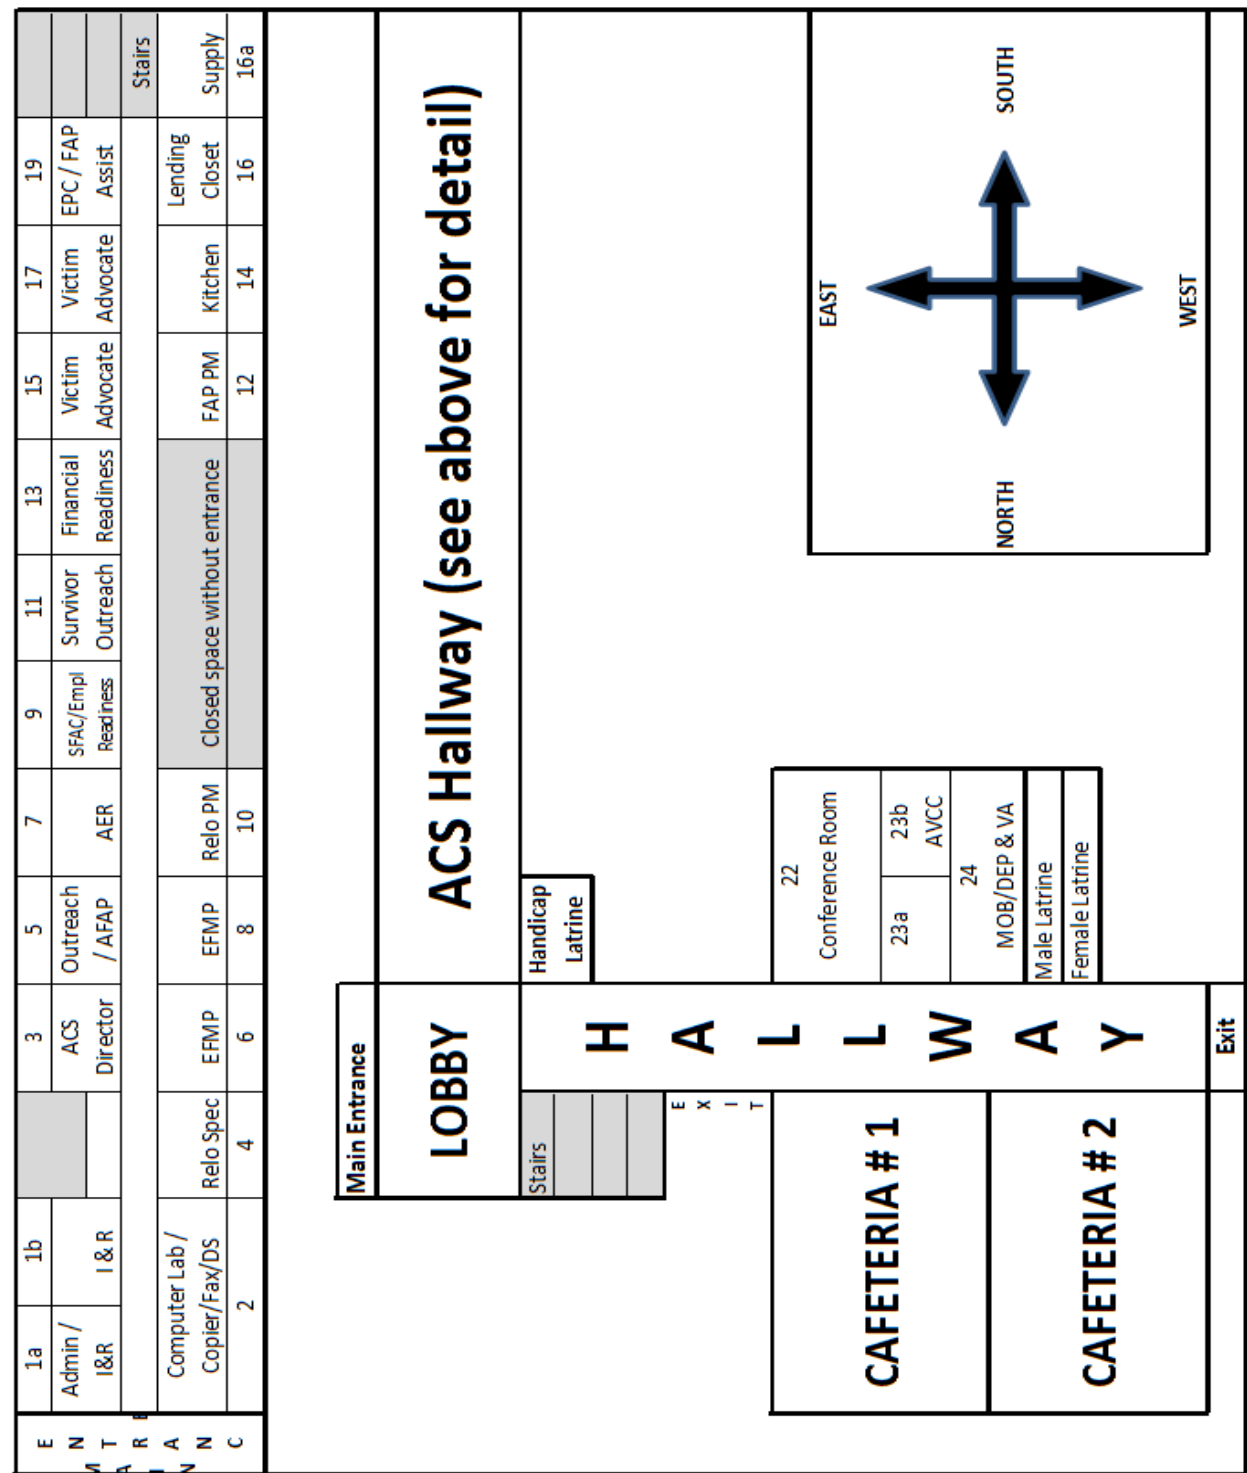 E
N
T
R
A
N
C
E
1a
Admin /
I&R
1b
I & R
3
ACS
Director
5
Outreach
/ AFAP
7
AER
9
SFAC/Empl
Readiness
11
Survivor
Outreach
13
Financial
Readiness
15
Victim
Advocate
17
Victim
Advocate
19
EPC / FAP
Assist
Stairs
Computer Lab /
Copier/Fax/DS
2
Relo Spec
4
EFMP
6
EFMP
8
Relo PM
10
Closed space without entrance
FAP PM
12
Kitchen
14
Lending
Closet
16
Supply
16a
Main Entrance
LOBBY
ACS Hallway (see above for detail)
Stairs
Handicap
Latrine
H
A
L
L
W
A
Y
E
X
I
T
CAFETERIA # 1
CAFETERIA # 2
22
Conference Room
23a
23b
AVCC
24
MOB/DEP & VA
Male Latrine
Female Latrine
Exit
EAST
NORTH
SOUTH
WEST